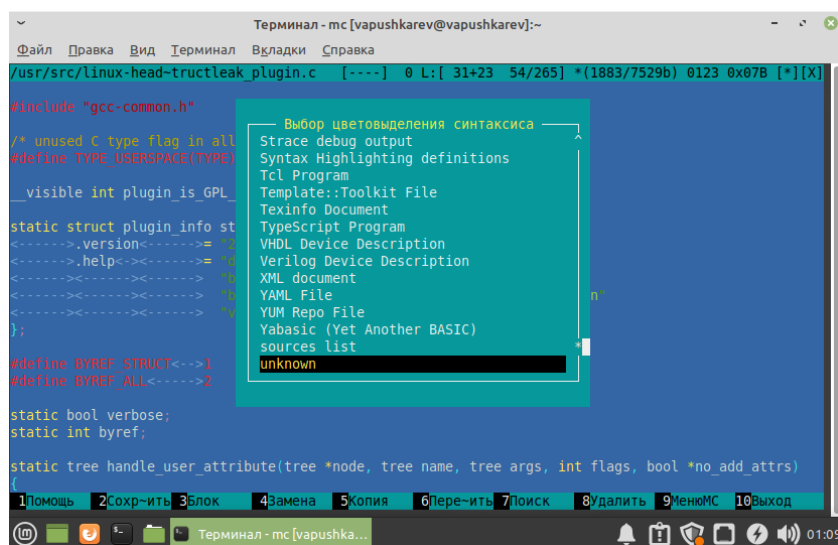 Терминал - mc [vapushkarev@vapushkarev]:~
Файл Правка Вид Терминал Вкладки Справка
/usr/src/linux-head~tructleak_plugin.c [----] 0 L:[ 31+23 54/265] *(1883/7529b) 0123 0x07B [*][X]
#include "gcc-common.h"
/* unused C type flag in all
#define TYPE_USERSPACE(TYPE)
__visible int plugin_is_GPL_
static struct plugin_info st
<------>.version<------>= "2
<------>.help<-><------>= "d
<------><------><------> "b
<------><------><------> "b n"
<------><------><------> "v
};
#define BYREF_STRUCT<-->1
#define BYREF_ALL<----->2
static bool verbose;
static int byref;
static tree handle_user_attribute(tree *node, tree name, tree args, int flags, bool *no_add_attrs)
{
Выбор цветовыделения синтаксиса
Strace debug output
Syntax Highlighting definitions
Tcl Program
Template::Toolkit File
Texinfo Document
TypeScript Program
VHDL Device Description
Verilog Device Description
XML document
YAML File
YUM Repo File
Yabasic (Yet Another BASIC)
sources list
unknown
1Помощь 2Сохр~ить 3Блок 4Замена 5Копия 6Пере~ить 7Поиск 8Удалить 9МенюMC 10Выход
Терминал - mc [vapushka...
01:09